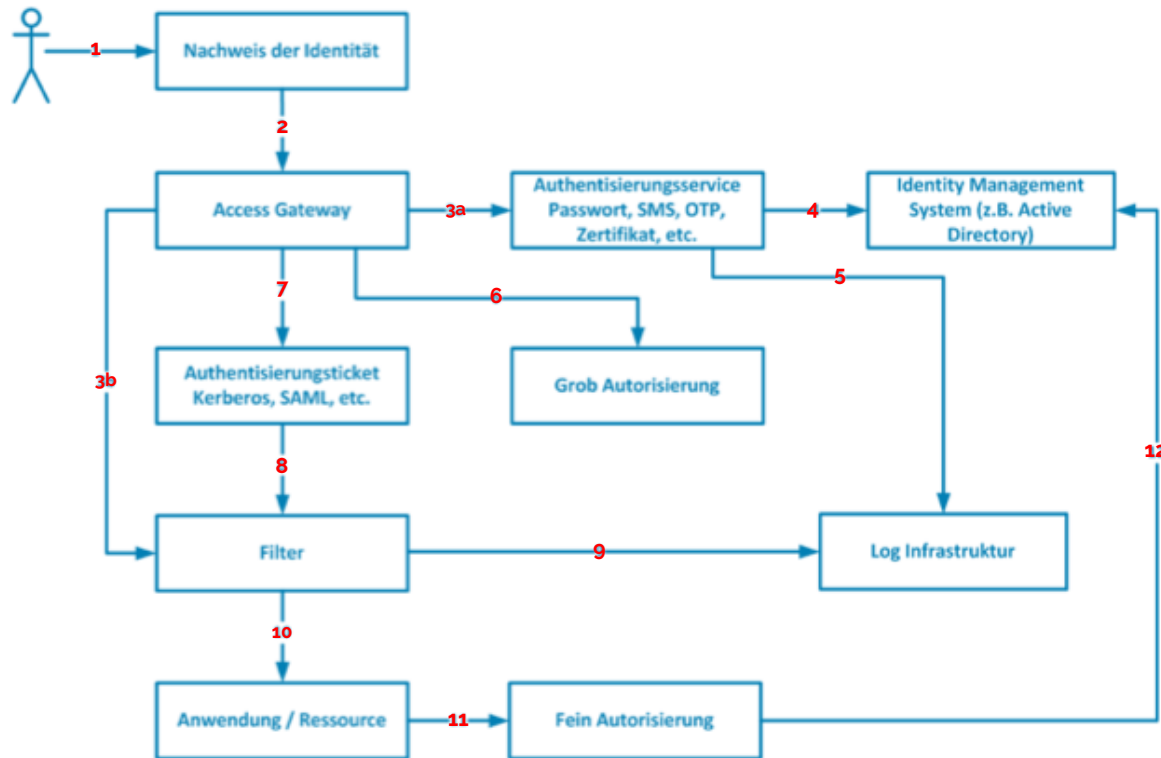 1
Nachweis der Identität
2
Access Gateway
3a
Authentisierungsservice
Passwort, SMS, OTP,
Zertifikat, etc.
4
Identity Management
System (z.B. Active
Directory)
5
7
6
3b
Authentisierungsticket
Kerberos, SAML, etc.
Grob Autorisierung
12
8
Filter
9
Log Infrastruktur
10
Anwendung / Ressource
11
Fein Autorisierung